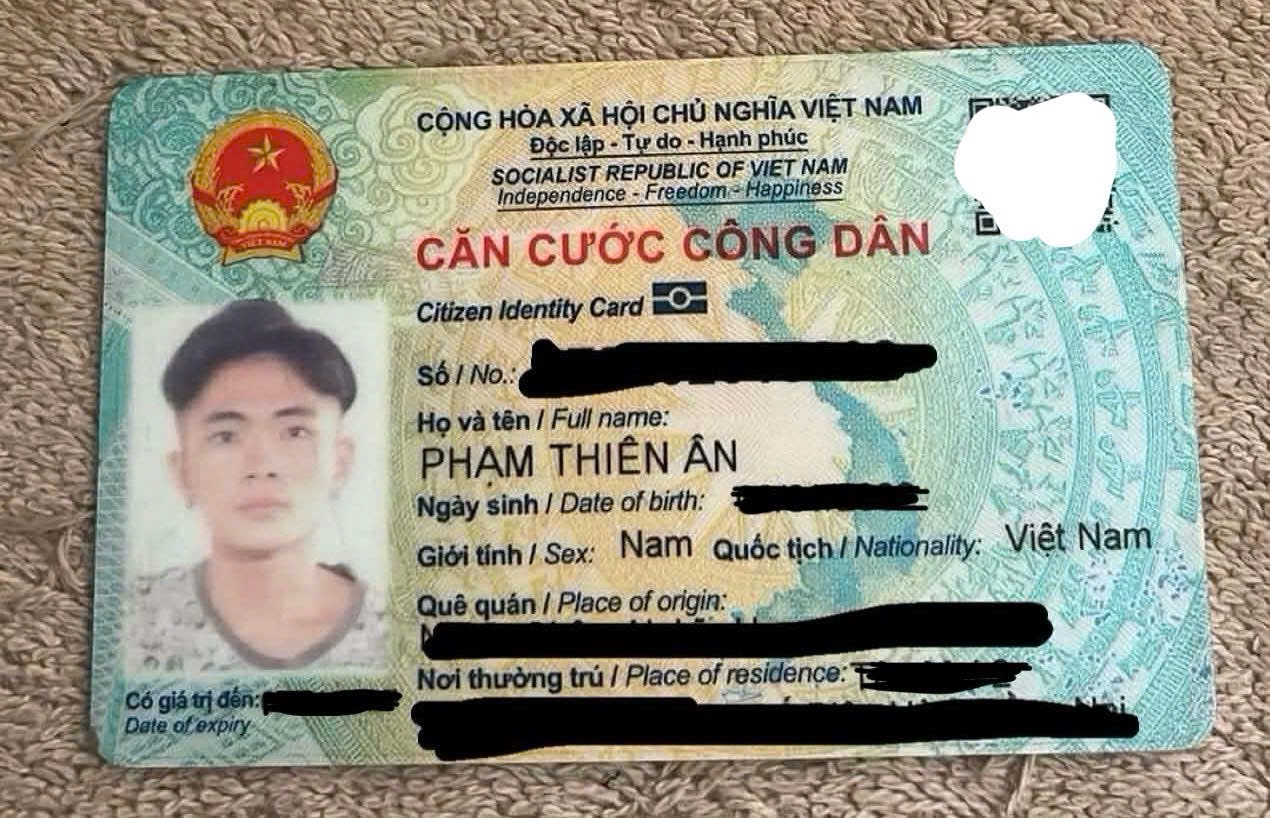 CỘNG HÒA XÃ HỘI CHỦ NGHĨA VIỆT NAM
Độc lập - Tự do - Hạnh phúc
SOCIALIST REPUBLIC OF VIET NAM
Independence - Freedom - Happiness
VIỆT NAM
CĂN CƯỚC CÔNG DÂN
Citizen Identity Card
Số / No.:
Họ và tên / Full name:
PHẠM THIÊN ÂN
Ngày sinh / Date of birth:
Giới tính / Sex: Nam Quốc tịch / Nationality: Việt Nam
Quê quán / Place of origin:
Nơi thường trú / Place of residence:
Có giá trị đến:
Date of expiry